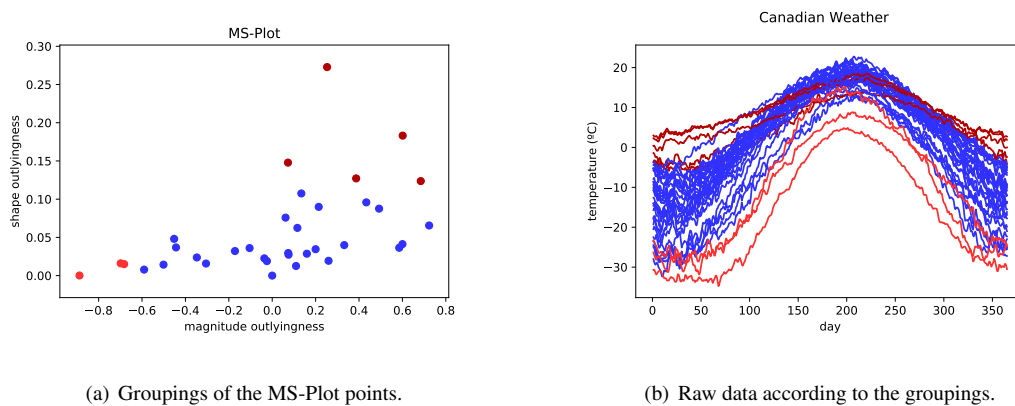 MS-Plot
shape outlyingness
0.30
0.25
0.20
0.15
0.10
0.05
0.00
−0.8 −0.6 −0.4 −0.2 0.0 0.2 0.4 0.6 0.8
magnitude outlyingness
(a) Groupings of the MS-Plot points.
Canadian Weather
temperature (ºC)
20
10
0
−10
−20
−30
0 50 100 150 200 250 300 350
day
(b) Raw data according to the groupings.